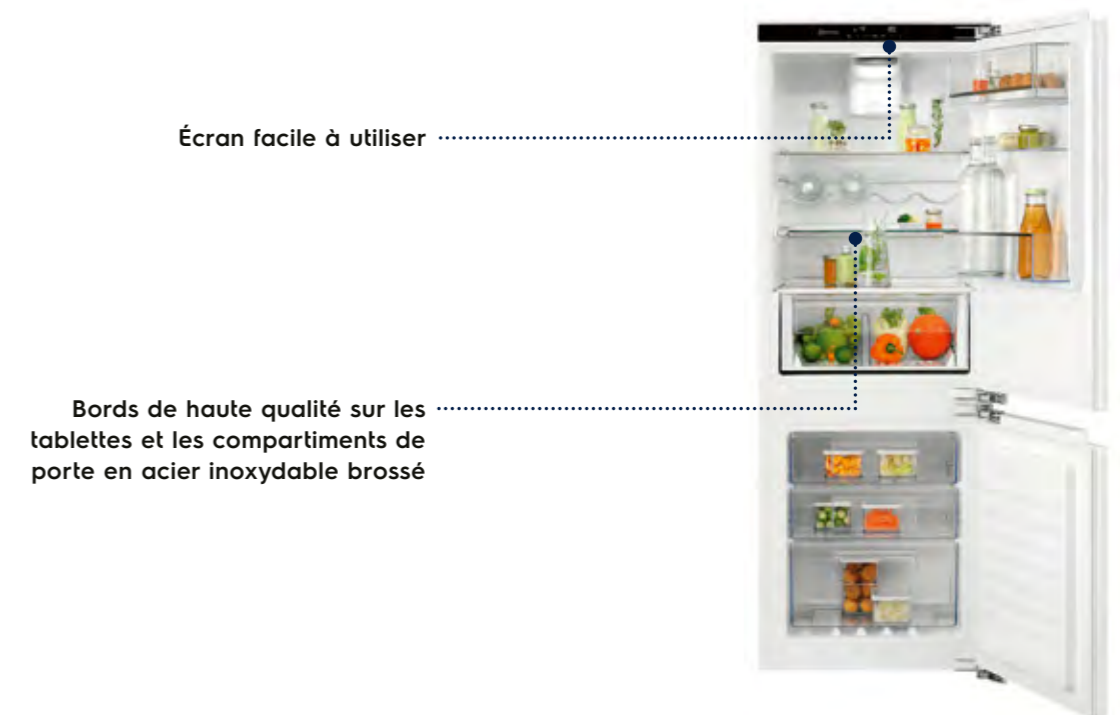 Écran facile à utiliser
Bords de haute qualité sur les
tablettes et les compartiments de
porte en acier inoxydable brossé